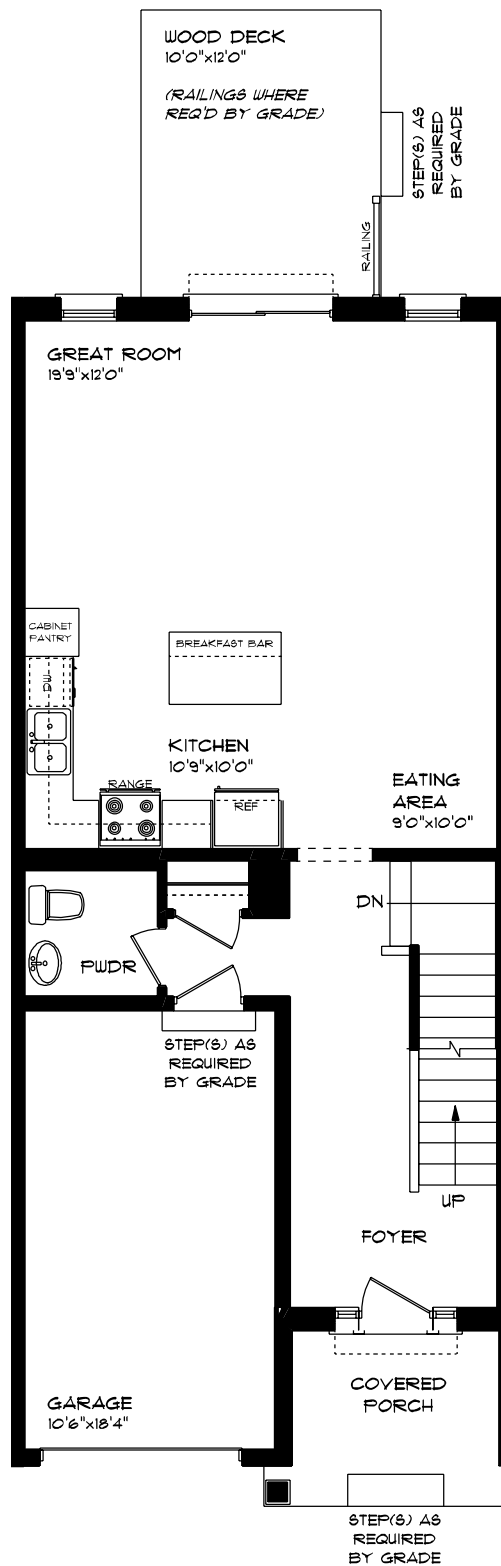 WOOD DECK
10'0"x12'0"
(RAILINGS WHERE
REQ'D BY GRADE)
STEP(S) AS
REQUIRED
BY GRADE
RAILING
GREAT ROOM
19'9"x12'0"
CABINET
PANTRY
DW
BREAKFAST BAR
KITCHEN
10'9"x10'0"
RANGE
REF
EATING
AREA
9'0"x10'0"
DN
PWDR
STEP(S) AS
REQUIRED
BY GRADE
UP
FOYER
GARAGE
10'6"x18'4"
COVERED
PORCH
STEP(S) AS
REQUIRED
BY GRADE